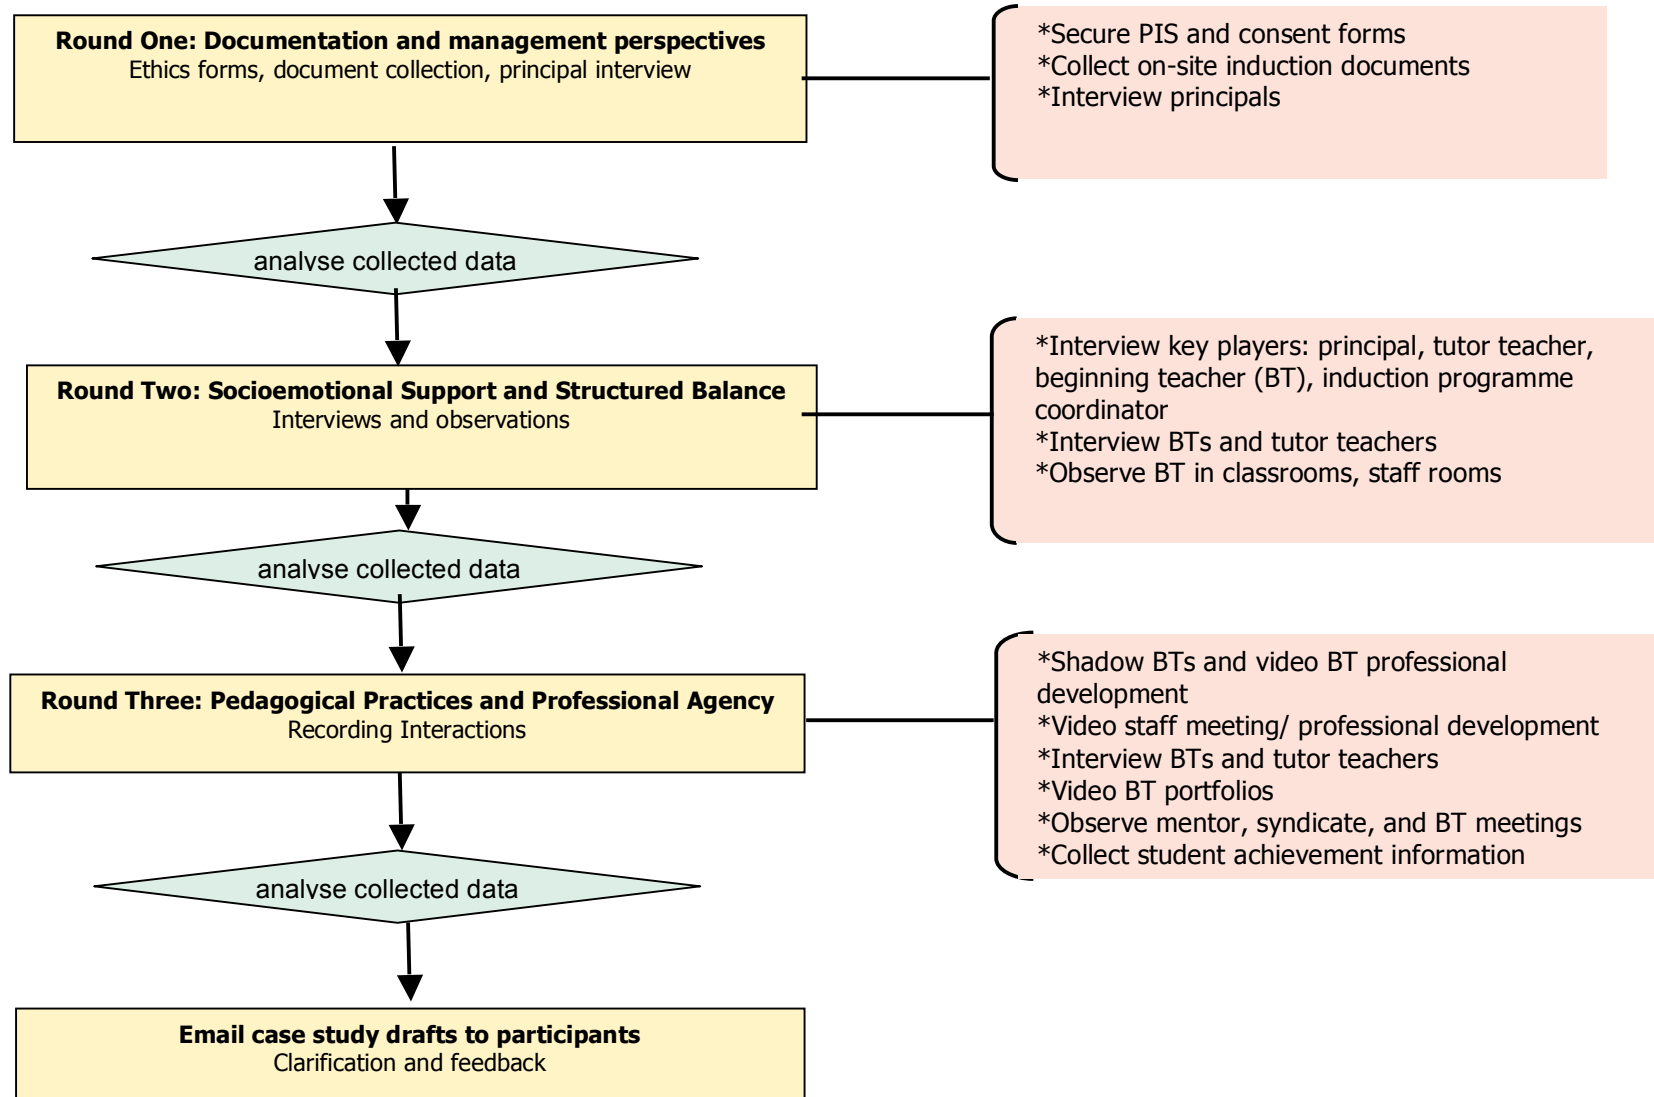 Round One: Documentation and management perspectives
Ethics forms, document collection, principal interview
*Secure PIS and consent forms
*Collect on-site induction documents
*Interview principals
analyse collected data
Round Two: Socioemotional Support and Structured Balance
Interviews and observations
*Interview key players: principal, tutor teacher,
beginning teacher (BT), induction programme
coordinator
*Interview BTs and tutor teachers
*Observe BT in classrooms, staff rooms
analyse collected data
Round Three: Pedagogical Practices and Professional Agency
Recording Interactions
*Shadow BTs and video BT professional
development
*Video staff meeting/ professional development
*Interview BTs and tutor teachers
*Video BT portfolios
*Observe mentor, syndicate, and BT meetings
*Collect student achievement information
analyse collected data
Email case study drafts to participants
Clarification and feedback